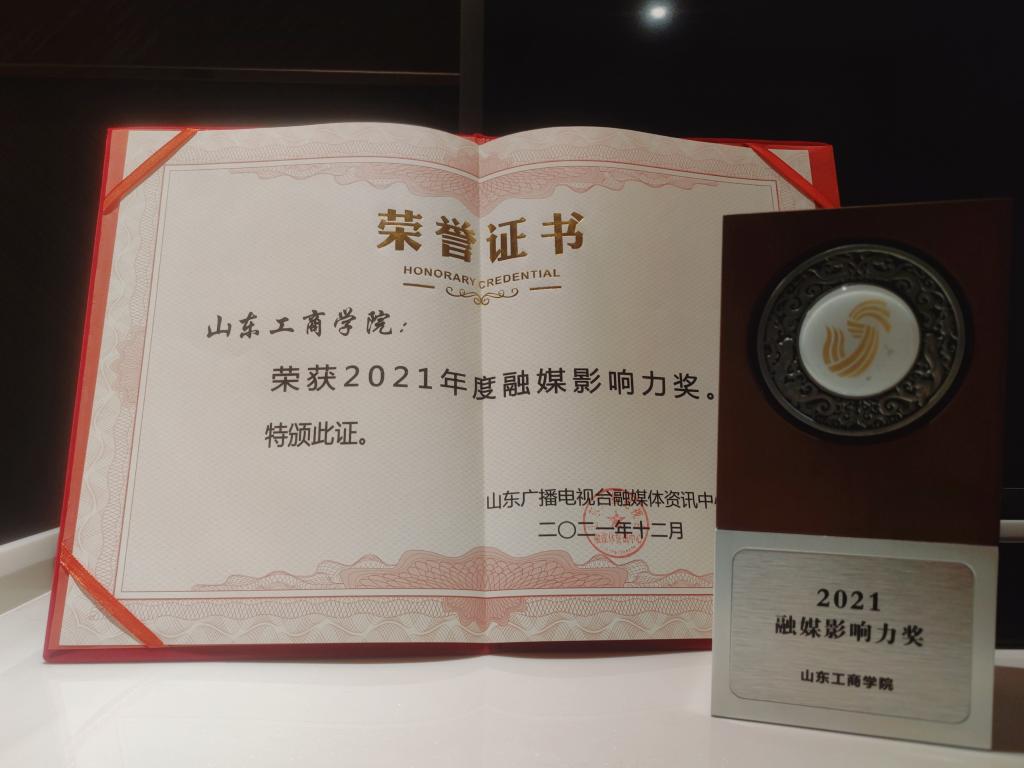 荣誉证书
HONORARY CREDENTIAL
山东工商学院：
荣获2021年度融媒影响力奖。
特颁此证。
山东广播电视台融媒体资讯中
二〇二一年十二月
2021
融媒影响力奖
山东工商学院